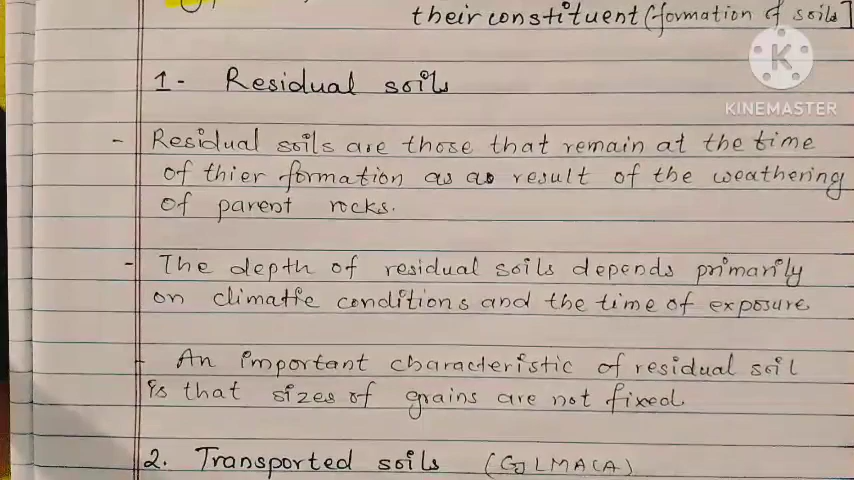 their constituent (formation of soils]
K
KINEMASTER
1- Residual soils
- Residual soils are those that remain at the time
of thier formation as as result of the weathering
of parent rocks.
- The depth of residual soils depends primarily
on climatic conditions and the time of exposure
- An important characteristic of residual soil
is that sizes of grains are not fixed.
2. Transported soils (GLMACA)